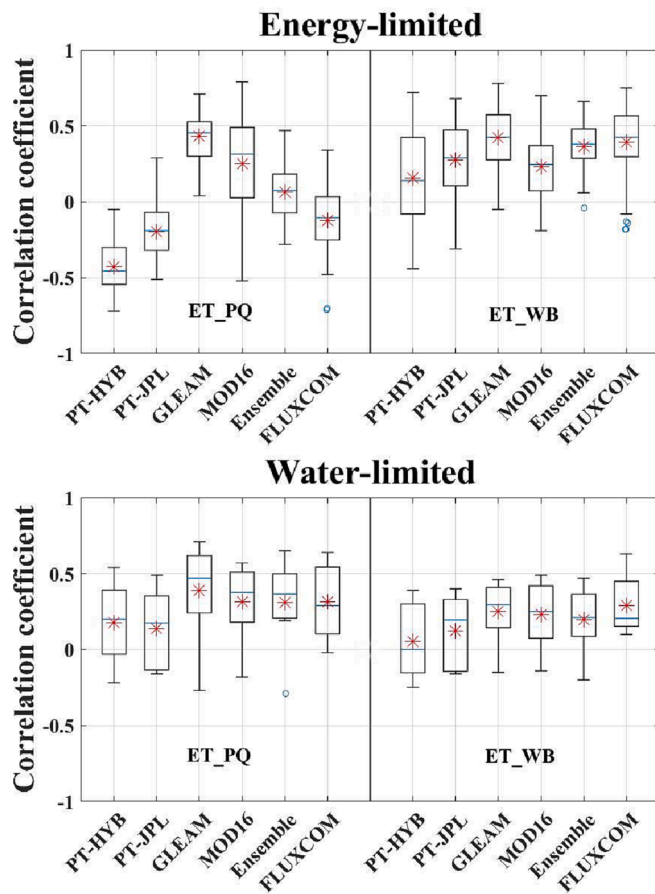 Energy-limited
Correlation coefficient
1
0.5
0
-0.5
-1
ET_PQ
ET_WB
PT-HYB
PT-JPL
GLEAM
MOD16
Ensemble
FLUXCOM
PT-HYB
PT-JPL
GLEAM
MOD16
Ensemble
FLUXCOM
Water-limited
Correlation coefficient
1
0.5
0
-0.5
-1
ET_PQ
ET_WB
PT-HYB
PT-JPL
GLEAM
MOD16
Ensemble
FLUXCOM
PT-HYB
PT-JPL
GLEAM
MOD16
Ensemble
FLUXCOM